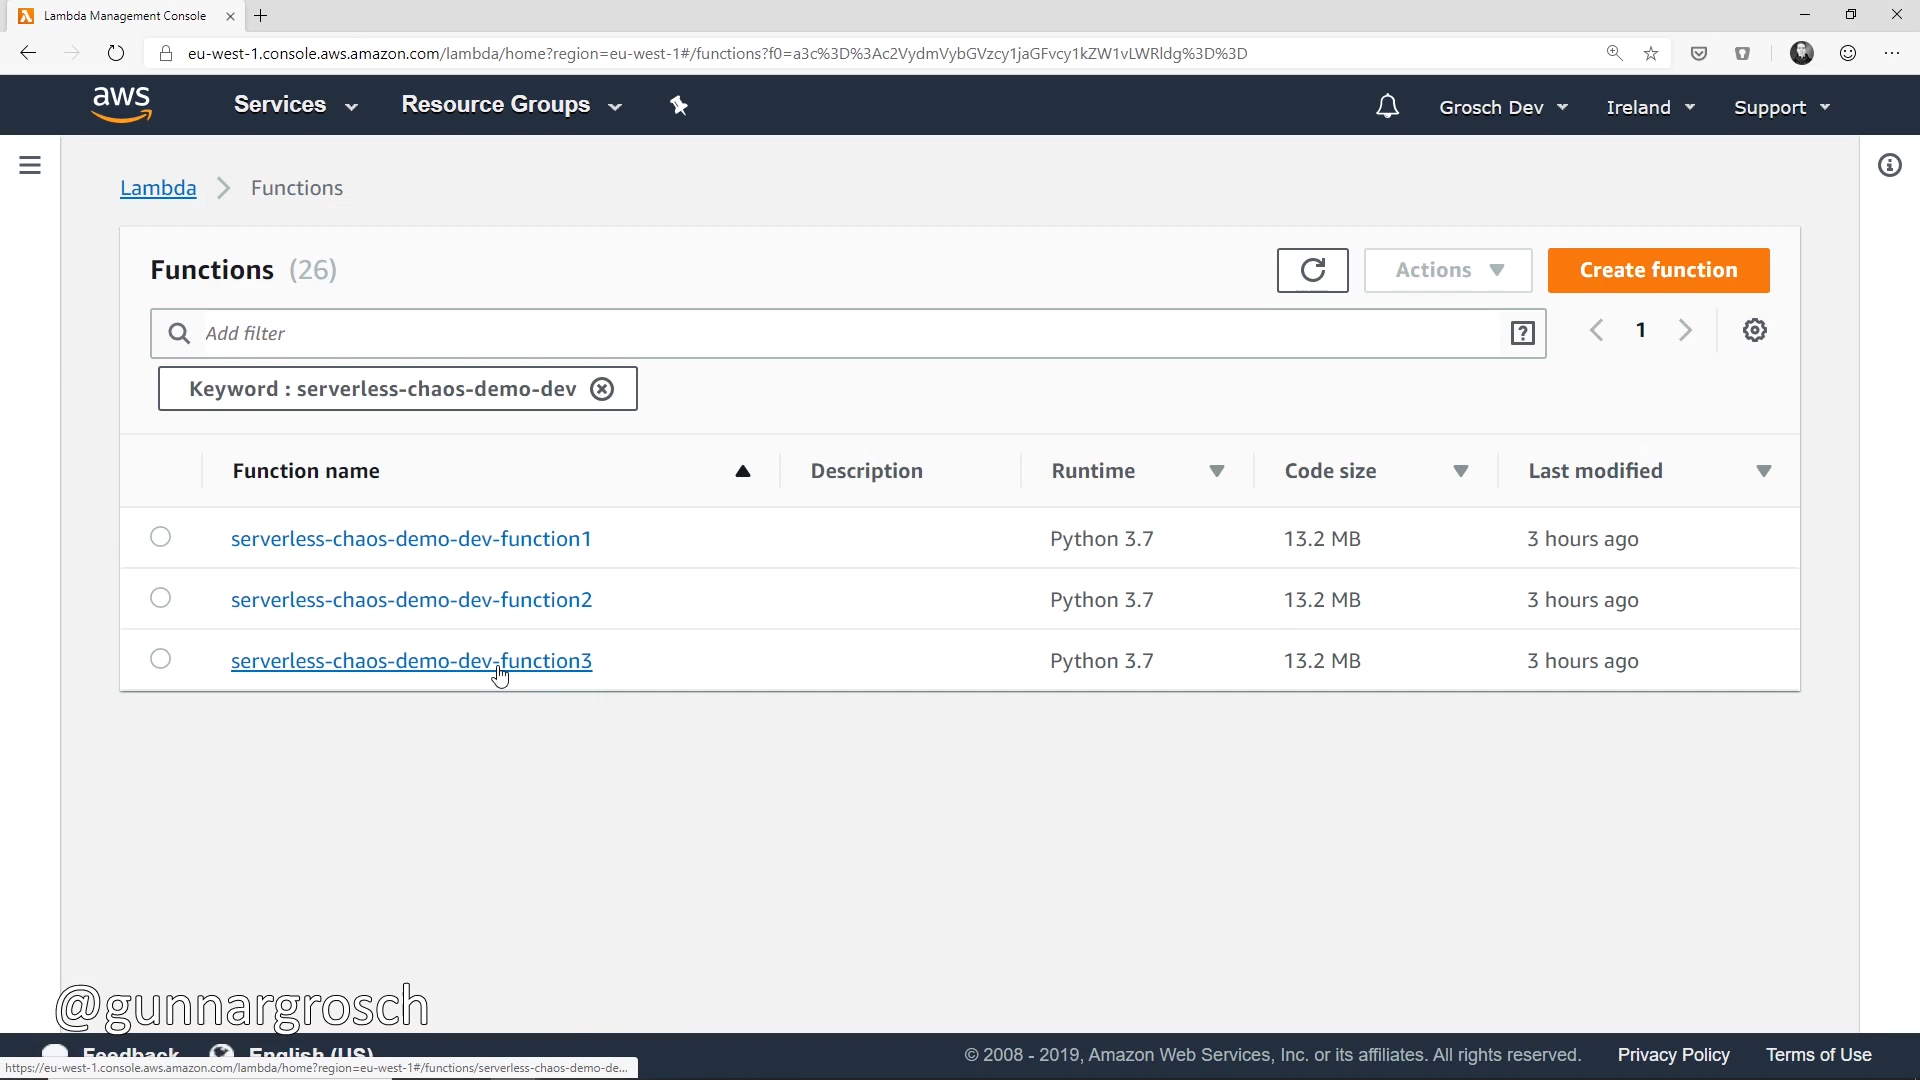 Lambda Management Console
eu-west-1.console.aws.amazon.com/lambda/home?region=eu-west-1#/functions?f0=a3c%3D%3Ac2VydmVybGVzcy1jaGFvcy1kZW1vLWRldg%3D%3D
aws Services Resource Groups Grosch Dev Ireland Support
Lambda Functions
Functions (26) Actions Create function
Add filter 1
Keyword : serverless-chaos-demo-dev
Function name Description Runtime Code size Last modified
serverless-chaos-demo-dev-function1 Python 3.7 13.2 MB 3 hours ago
serverless-chaos-demo-dev-function2 Python 3.7 13.2 MB 3 hours ago
serverless-chaos-demo-dev-function3 Python 3.7 13.2 MB 3 hours ago
@gunnargrosch
Feedback English (US) © 2008 - 2019, Amazon Web Services, Inc. or its affiliates. All rights reserved. Privacy Policy Terms of Use
https://eu-west-1.console.aws.amazon.com/lambda/home?region=eu-west-1#/functions/serverless-chaos-demo-de...